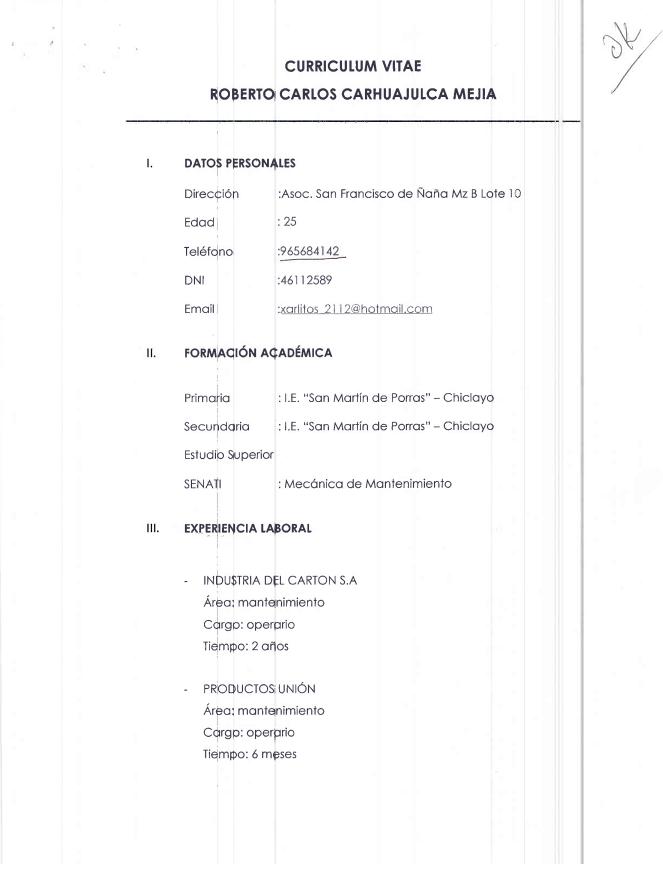 OK
CURRICULUM VITAE
ROBERTO CARLOS CARHUAJULCA MEJIA
I. DATOS PERSONALES
Dirección :Asoc. San Francisco de Ñaña Mz B Lote 10
Edad : 25
Teléfono :965684142
DNI :46112589
Email :xarlitos_2112@hotmail.com
II. FORMACIÓN ACADÉMICA
Primaria : I.E. “San Martín de Porras” – Chiclayo
Secundaria : I.E. “San Martín de Porras” – Chiclayo
Estudio Superior
SENATI : Mecánica de Mantenimiento
III. EXPERIENCIA LABORAL
- INDUSTRIA DEL CARTON S.A
Área: mantenimiento
Cargp: operario
Tiempo: 2 años
- PRODUCTOS UNIÓN
Área: mantenimiento
Cargp: operario
Tiempo: 6 meses